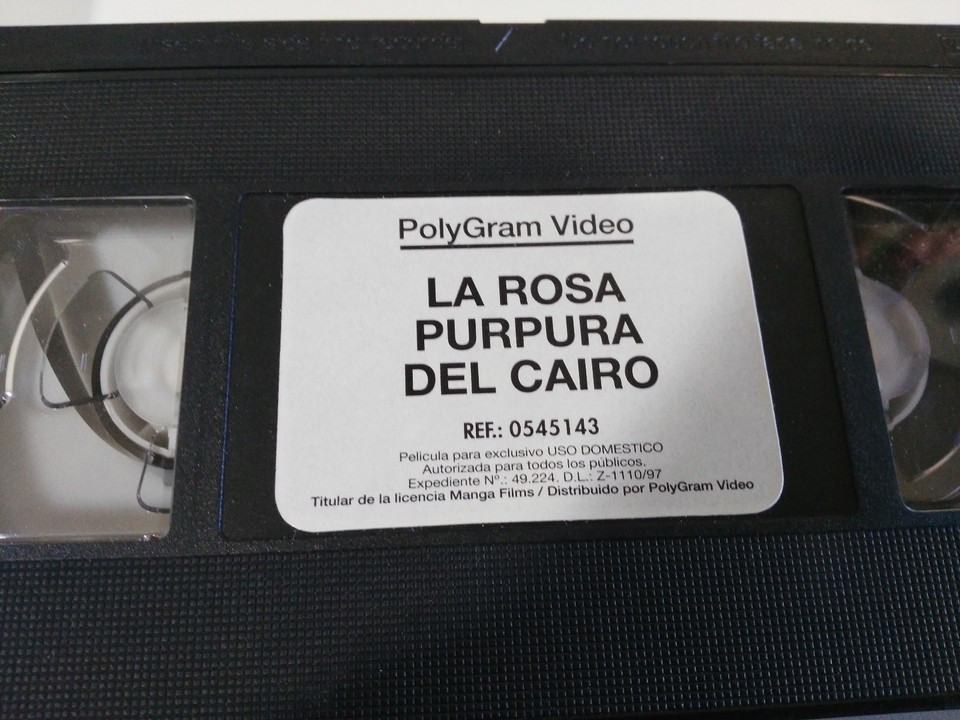 PolyGram Video
LA ROSA
PURPURA
DEL CAIRO
REF.: 0545143
Pelicula para exclusivo USO DOMESTICO
Autorizada para todos los públicos.
Expediente Nº.: 49.224. D.L.: Z-1110/97
Titular de la licencia Manga Films / Distribuido por PolyGram Video